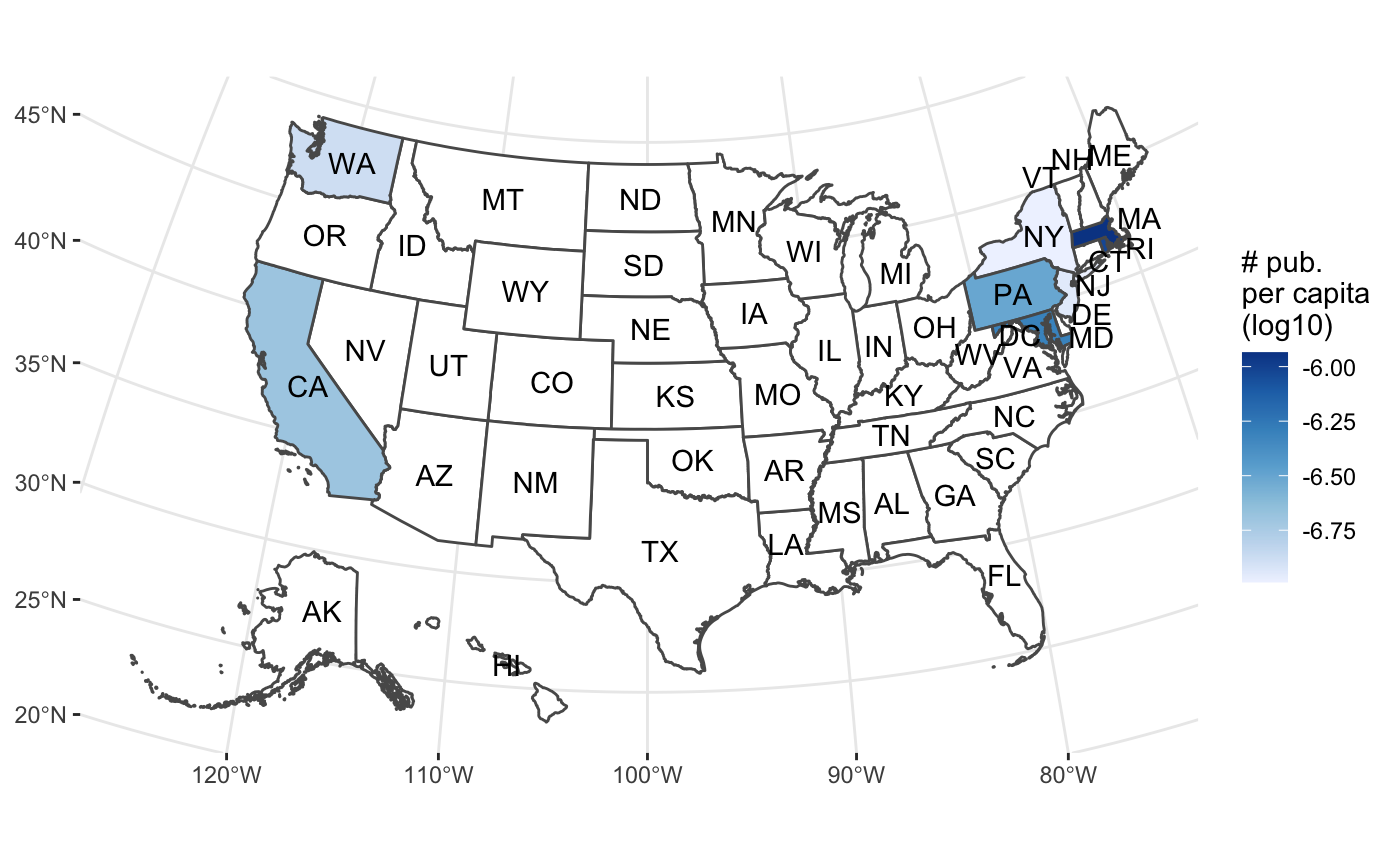 45°N
40°N
35°N
30°N
25°N
20°N
120°W
110°W
100°W
90°W
80°W
WA
OR
CA
ID
NV
MT
WY
UT
AZ
CO
NM
ND
SD
NE
KS
OK
TX
MN
IA
MO
AR
LA
WI
IL
MI
IN
OH
KY
TN
MS
AL
GA
FL
SC
NC
VA
WV
DC
MD
DE
NJ
PA
NY
CT
RI
MA
VT
NH
ME
AK
HI
# pub.
per capita
(log10)
-6.00
-6.25
-6.50
-6.75